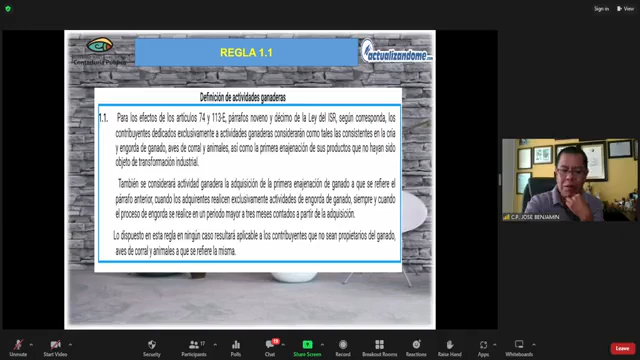 Sign in
View
Contaduría Pública
REGLA 1.1
actualizandome.com
Definición de actividades ganaderas
1.1. Para los efectos de los artículos 74 y 113-E, párrafos noveno y décimo de la Ley del ISR, según corresponda, los
contribuyentes dedicados exclusivamente a actividades ganaderas considerarán como tales las consistentes en la cría
y engorda de ganado, aves de corral y animales, así como la primera enajenación de sus productos que no hayan sido
objeto de transformación industrial.
También se considerará actividad ganadera la adquisición de la primera enajenación de ganado a que se refiere el
párrafo anterior, cuando los adquirentes realicen exclusivamente actividades de engorda de ganado, siempre y cuando
el proceso de engorda se realice en un periodo mayor a tres meses contados a partir de la adquisición.
Lo dispuesto en esta regla en ningún caso resultará aplicable a los contribuyentes que no sean propietarios del ganado,
aves de corral y animales a que se refiere la misma.
C.P. JOSE BENJAMIN
Unmute
Start Video
Security
Participants
17
Polls
Chat
Share Screen
Record
Breakout Rooms
Reactions
Raise Hand
Apps
Whiteboards
Leave